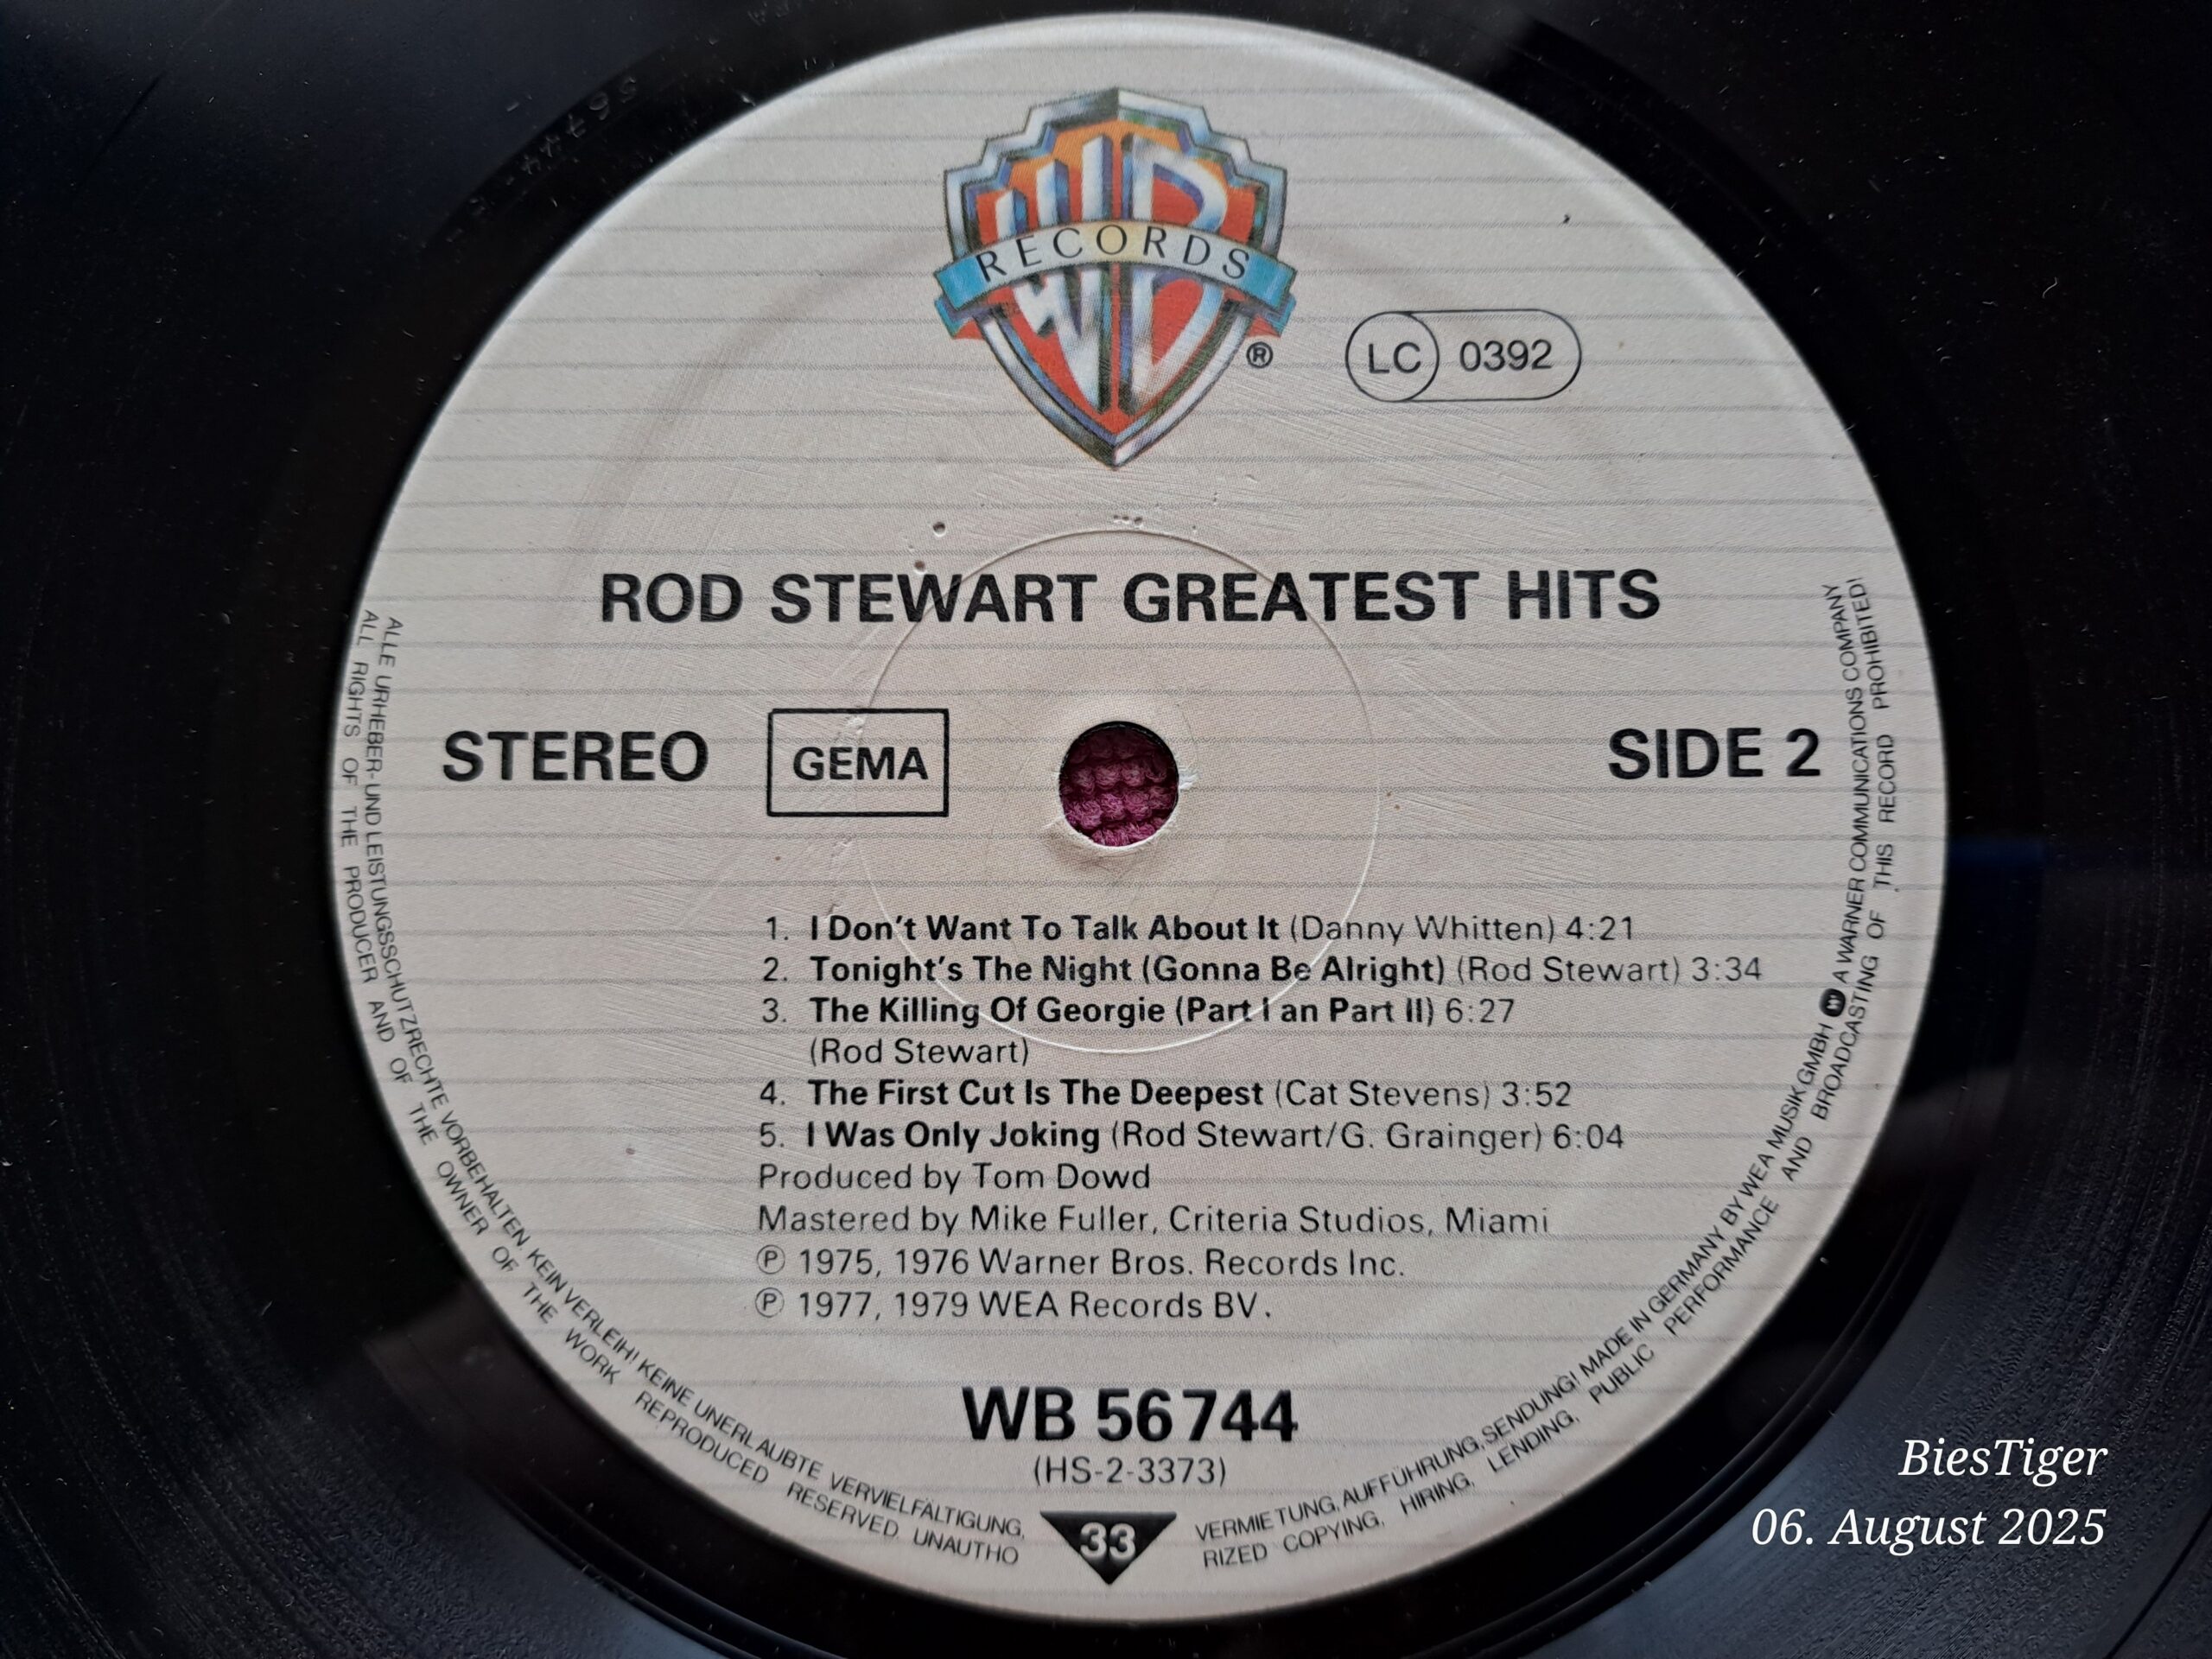 56744
WB
RECORDS
®
LC 0392
ROD STEWART GREATEST HITS
STEREO GEMA SIDE 2
1. I Don't Want To Talk About It (Danny Whitten) 4:21
2. Tonight's The Night (Gonna Be Alright) (Rod Stewart) 3:34
3. The Killing Of Georgie (Part I an Part II) 6:27
(Rod Stewart)
4. The First Cut Is The Deepest (Cat Stevens) 3:52
5. I Was Only Joking (Rod Stewart/G. Grainger) 6:04
Produced by Tom Dowd
Mastered by Mike Fuller, Criteria Studios, Miami
Ⓟ 1975, 1976 Warner Bros. Records Inc.
Ⓟ 1977, 1979 WEA Records BV.
WB 56 744
(HS-2-3373)
33
ALLE URHEBER- UND LEISTUNGSSCHUTZRECHTE VORBEHALTEN. KEIN VERLEIH! KEINE UNERLAUBTE VERVIELFÄLTIGUNG, VERMIETUNG, AUFFÜHRUNG, SENDUNG! MADE IN GERMANY BY WEA MUSIK GMBH A WARNER COMMUNICATIONS COMPANY
ALL RIGHTS OF THE PRODUCER AND OF THE OWNER OF THE WORK REPRODUCED RESERVED. UNAUTHO RIZED COPYING, HIRING, LENDING, PUBLIC PERFORMANCE AND BROADCASTING OF THIS RECORD PROHIBITED!
BiesTiger
06. August 2025